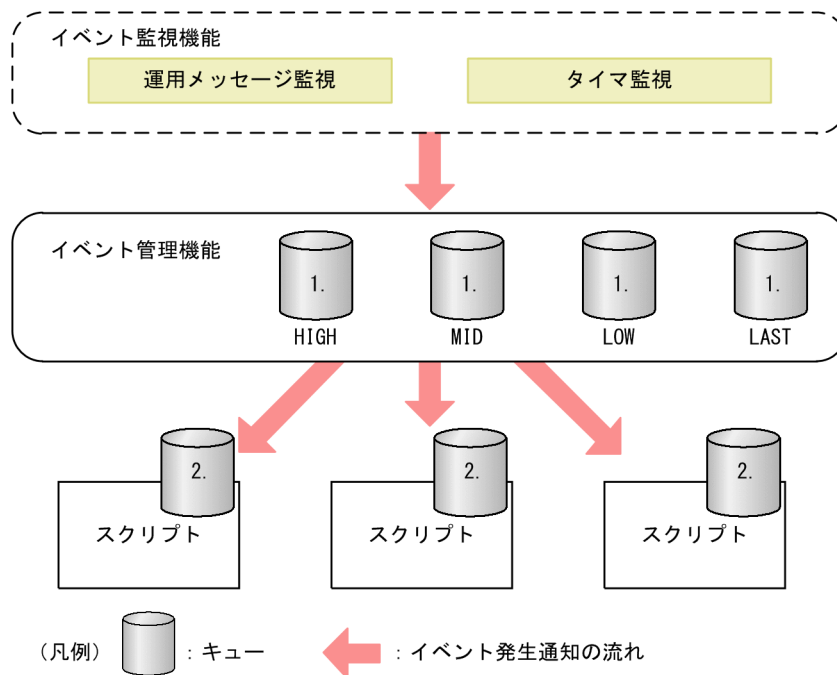 イベント監視機能
運用メッセージ監視 タイマ監視
イベント管理機能
1. 1. 1. 1.
HIGH MID LOW LAST
2. 2. 2.
スクリプト スクリプト スクリプト
(凡例) :キュー :イベント発生通知の流れ